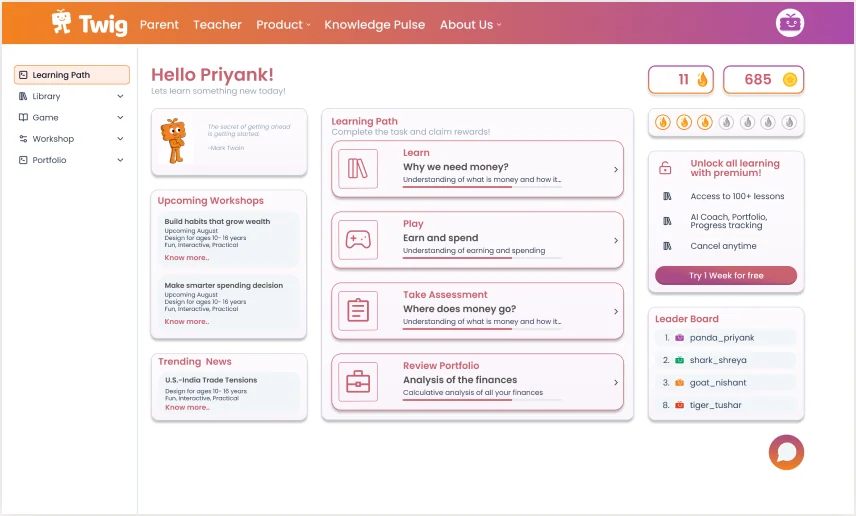 Twig
Parent
Teacher
Product
Knowledge Pulse
About Us
Learning Path
Library
Game
Workshop
Portfolio
Hello Priyank!
Lets learn something new today!
11
685
The secret of getting ahead
is getting started.
-Mark Twain
Upcoming Workshops
Build habits that grow wealth
Upcoming August
Design for ages 10- 16 years
Fun, Interactive, Practical
Know more..
Make smarter spending decision
Upcoming August
Design for ages 10- 16 years
Fun, Interactive, Practical
Know more..
Trending News
U.S.-India Trade Tensions
Design for ages 10- 16 years
Fun, Interactive, Practical
Know more..
Learning Path
Complete the task and claim rewards!
Learn
Why we need money?
Understanding of what is money and how it...
Play
Earn and spend
Understanding of earning and spending
Take Assessment
Where does money go?
Understanding of what is money and how it...
Review Portfolio
Analysis of the finances
Calculative analysis of all your finances
Unlock all learning
with premium!
Access to 100+ lessons
AI Coach, Portfolio,
Progress tracking
Cancel anytime
Try 1 Week for free
Leader Board
1. panda_priyank
2. shark_shreya
3. goat_nishant
8. tiger_tushar